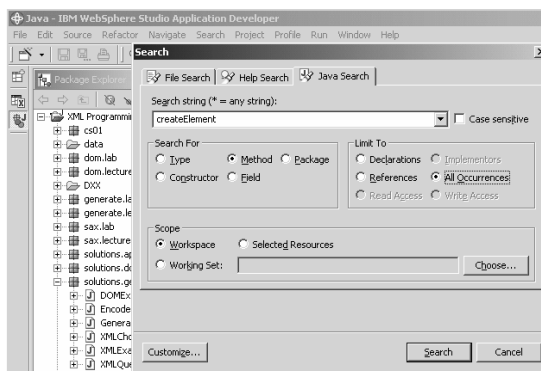 Java - IBM WebSphere Studio Application Developer
File Edit Source Refactor Navigate Search Project Profile Run Window Help
Search
Package Explorer
File Search Help Search Java Search
Search string (* = any string):
createElement
Case sensitive
Search For
Type Method Package
Constructor Field
Limit To
Declarations Implementors
References All Occurrences
Read Access Write Access
Scope
Workspace Selected Resources
Working Set: Choose...
Customize... Search Cancel
XML Programmi
cs01
data
dom.lab
dom.lecture
DXX
generate.la
generate.le
sax.lab
sax.lecture
solutions.a
solutions.do
solutions.ge
DOMEx
Encode
Genera
XMLCho
XMLExa
XMLQue